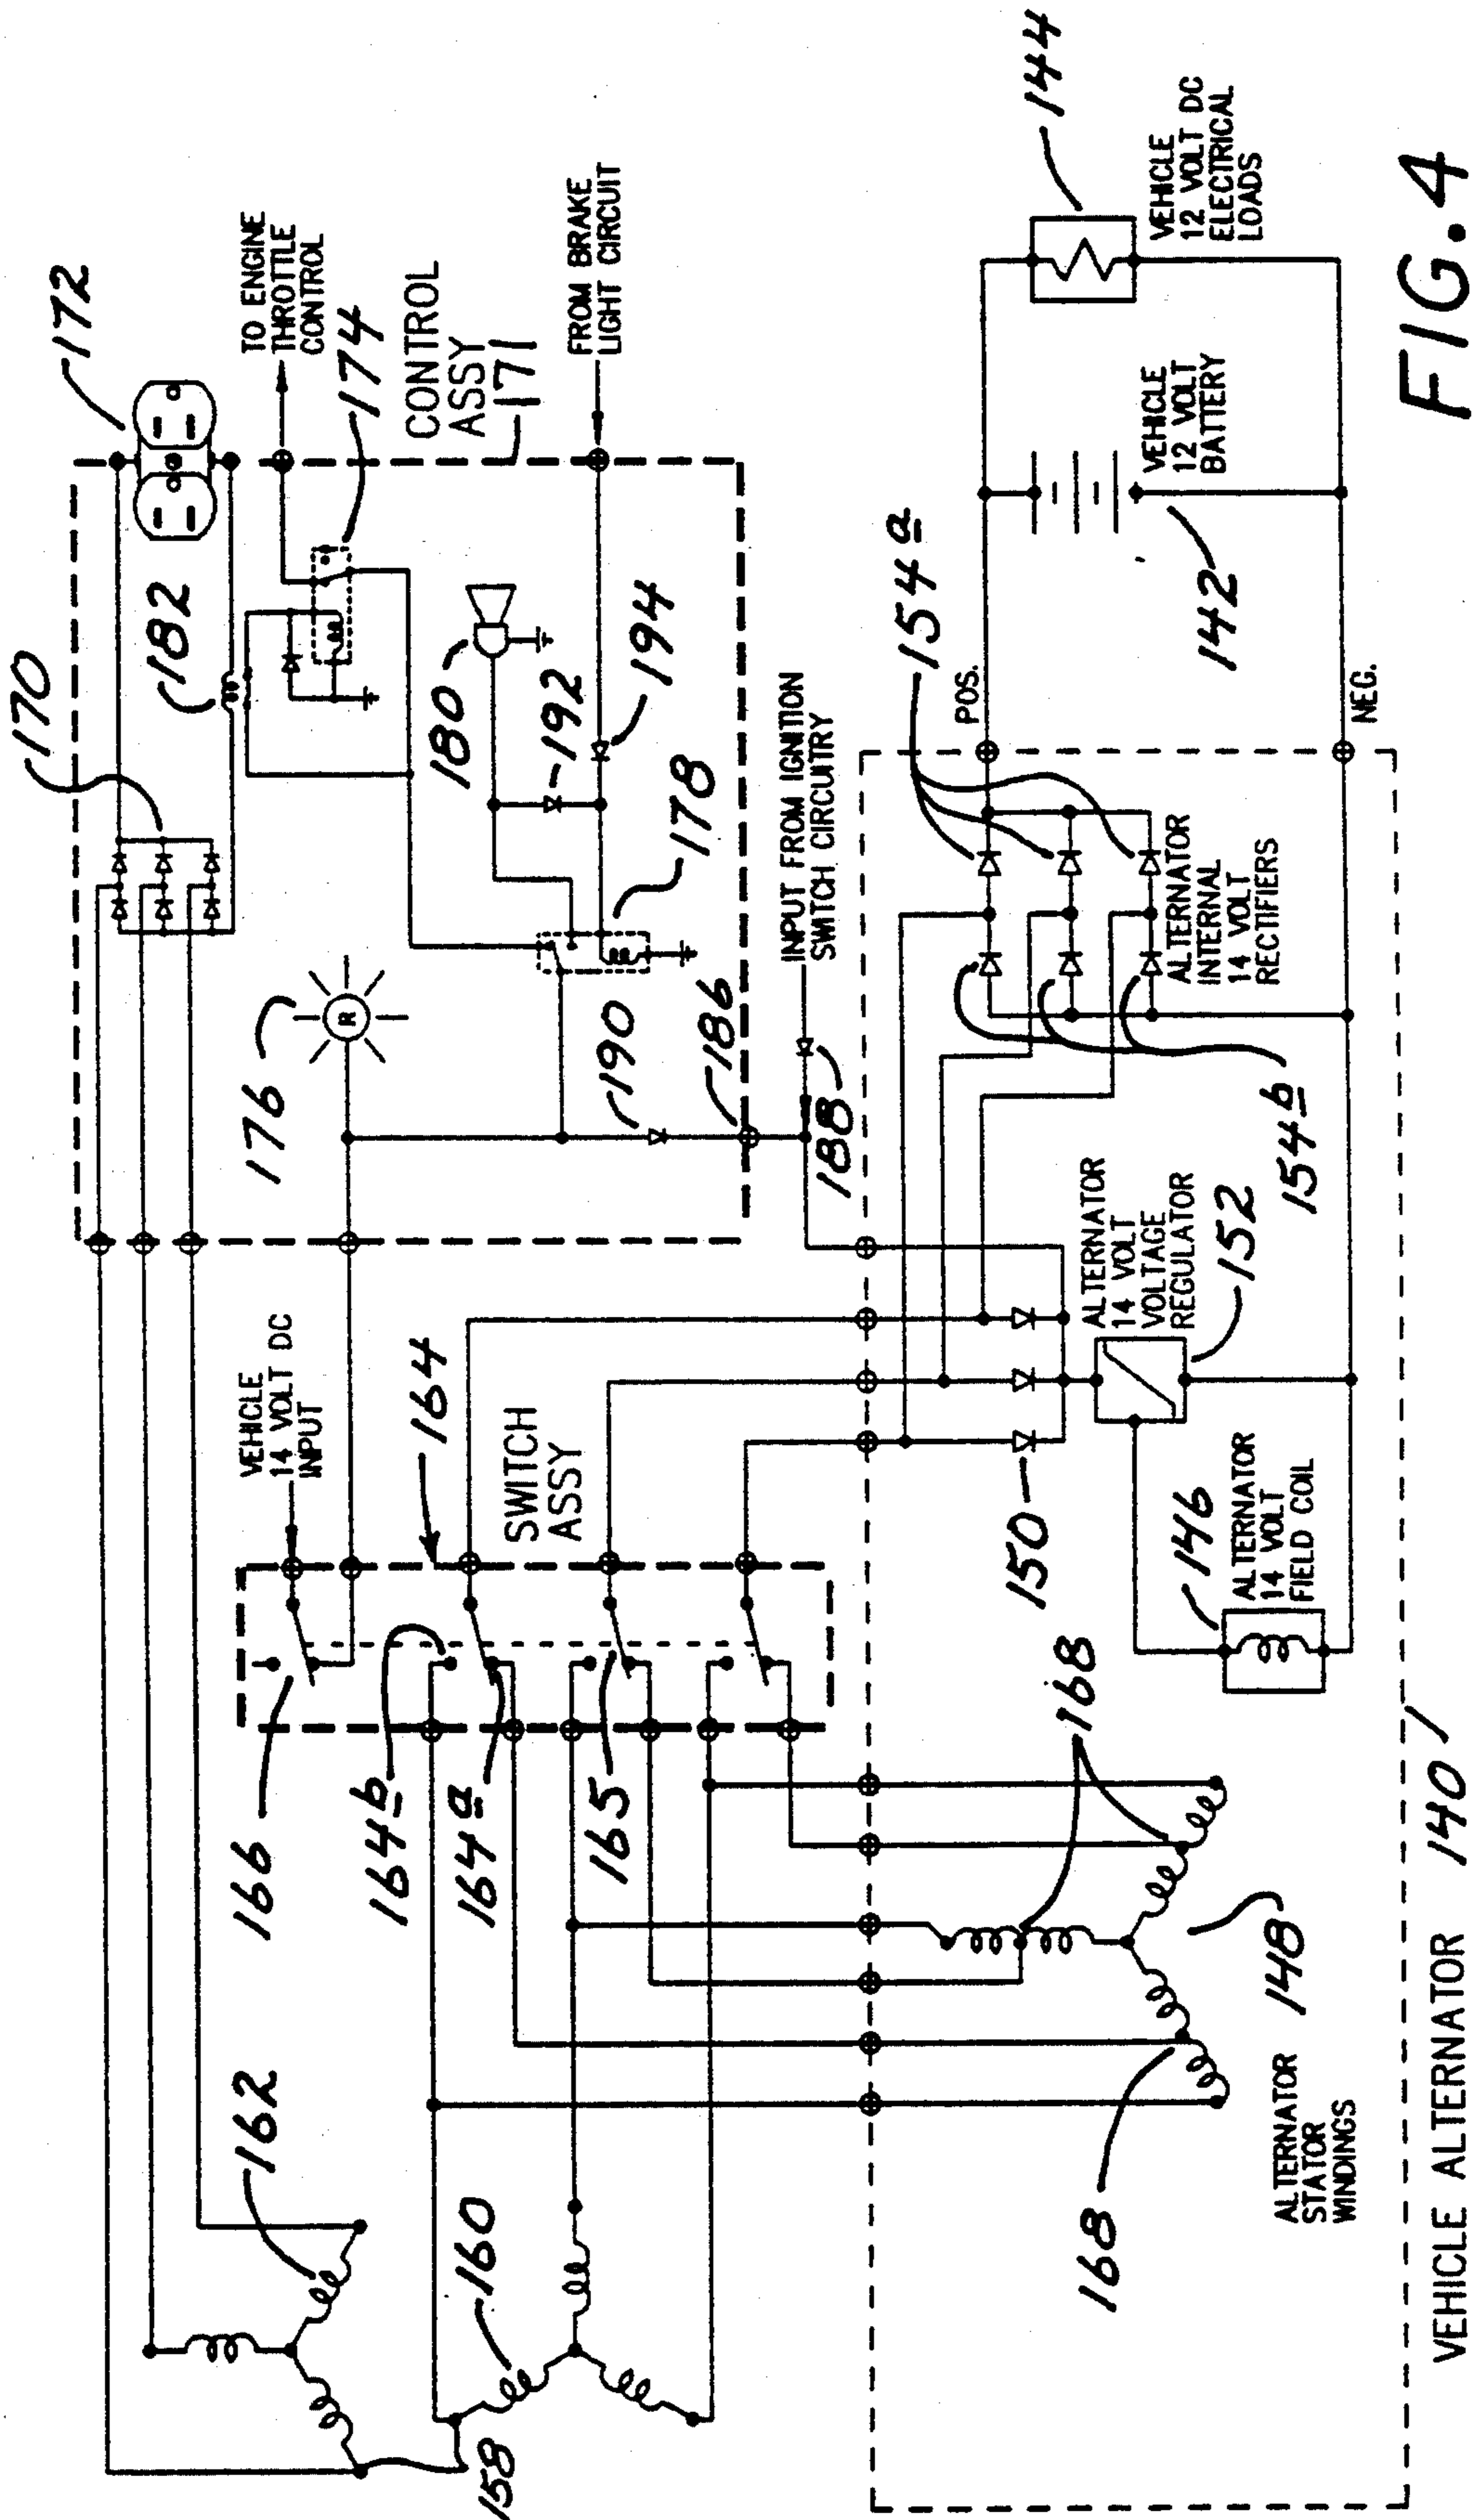 162
158
160
166
164b
164a
165
VEHICLE
14 VOLT DC
INPUT
164
SWITCH
ASSY
176
R
170
182
172
TO ENGINE
THROTTLE
CONTROL
174
CONTROL
ASSY
171
180
192
194
FROM BRAKE
LIGHT CIRCUIT
178
190
186
188
INPUT FROM IGNITION
SWITCH CIRCUITRY
168
168
148
ALTERNATOR
STATOR
WINDINGS
150
146
ALTERNATOR
14 VOLT
FIELD COIL
ALTERNATOR
14 VOLT
VOLTAGE
REGULATOR
152
154a
154b
ALTERNATOR
INTERNAL
14 VOLT
RECTIFIERS
POS.
NEG.
142
VEHICLE
12 VOLT
BATTERY
144
VEHICLE
12 VOLT DC
ELECTRICAL
LOADS
VEHICLE ALTERNATOR 140
FIG. 4